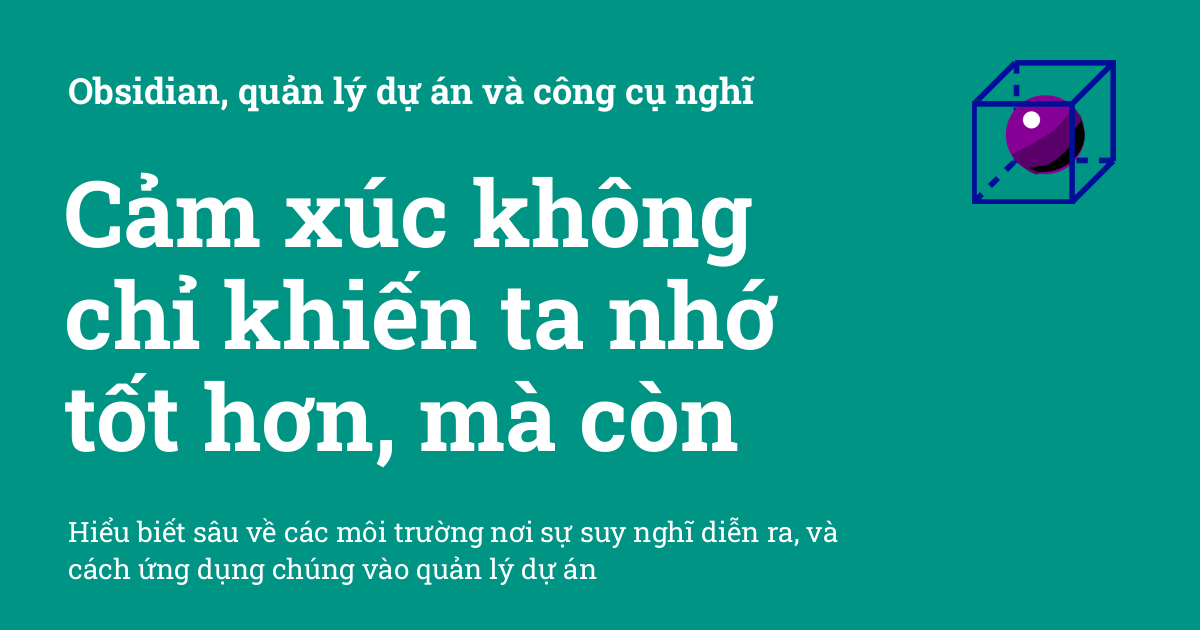 Obsidian, quản lý dự án và công cụ nghĩ
Cảm xúc không
chỉ khiến ta nhớ
tốt hơn, mà còn
Hiểu biết sâu về các môi trường nơi sự suy nghĩ diễn ra, và
cách ứng dụng chúng vào quản lý dự án